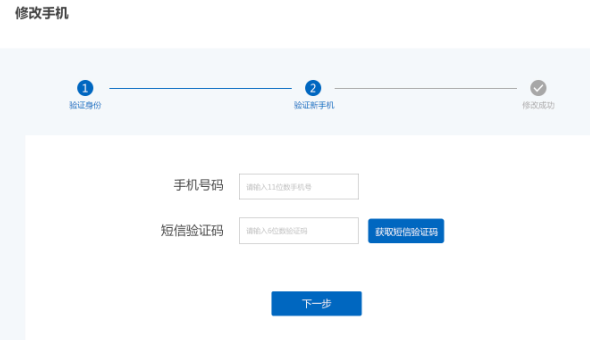 修改手机
1
2
验证身份
验证新手机
修改成功
手机号码
请输入11位数手机号
短信验证码
请输入6位数验证码
获取短信验证码
下一步